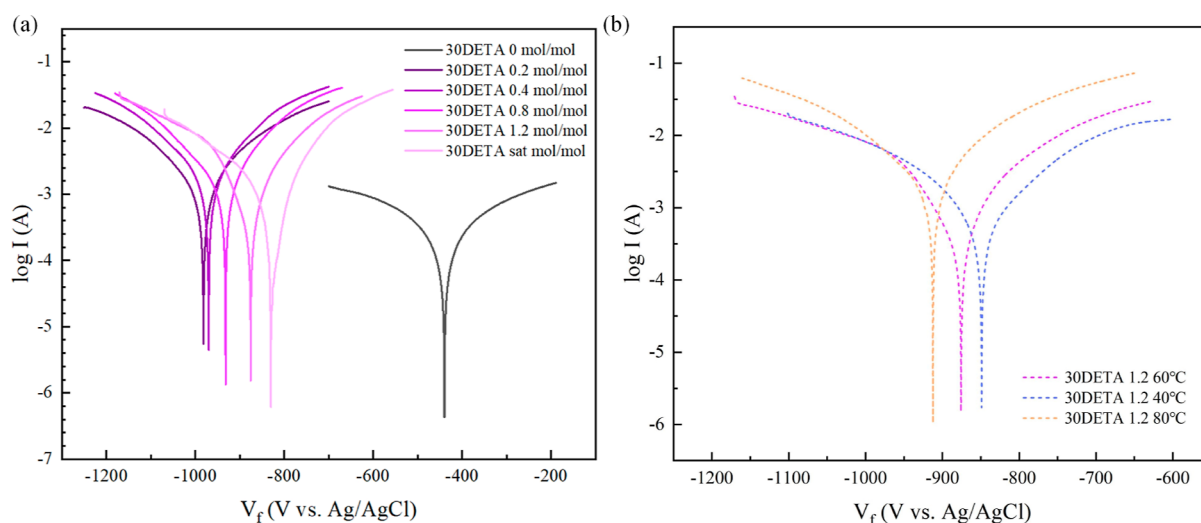 (a)
30DETA 0 mol/mol
30DETA 0.2 mol/mol
30DETA 0.4 mol/mol
30DETA 0.8 mol/mol
30DETA 1.2 mol/mol
30DETA sat mol/mol
log I (A)
-1
-2
-3
-4
-5
-6
-7
-1200
-1000
-800
-600
-400
-200
Vf (V vs. Ag/AgCl)
(b)
log I (A)
-1
-2
-3
-4
-5
-6
30DETA 1.2 60℃
30DETA 1.2 40℃
30DETA 1.2 80℃
-1200
-1100
-1000
-900
-800
-700
-600
Vf (V vs. Ag/AgCl)